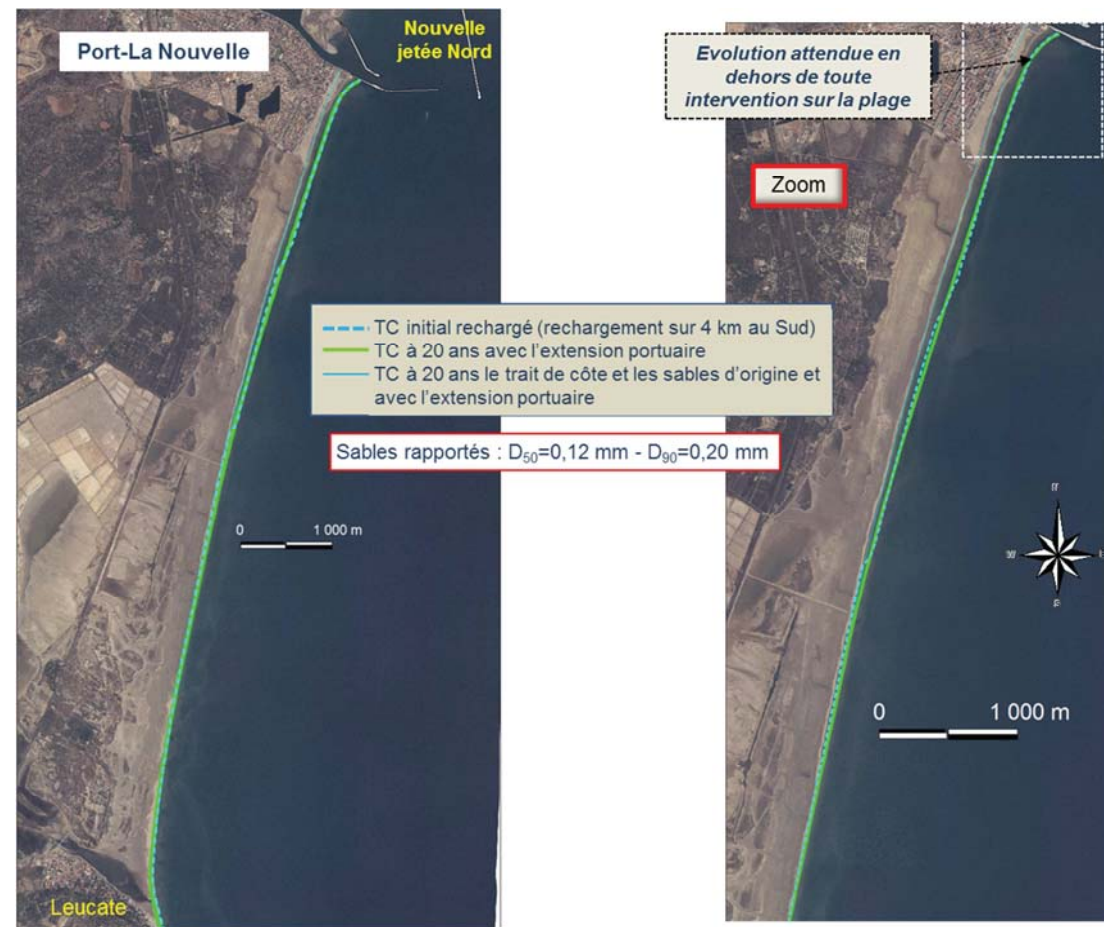 Port-La Nouvelle
Nouvelle
jetée Nord
Evolution attendue en
dehors de toute
intervention sur la plage
Zoom
TC initial rechargé (rechargement sur 4 km au Sud)
TC à 20 ans avec l'extension portuaire
TC à 20 ans le trait de côte et les sables d'origine et
avec l'extension portuaire
Sables rapportés : D50=0,12 mm - D90=0,20 mm
0 1 000 m
0 1 000 m
Leucate